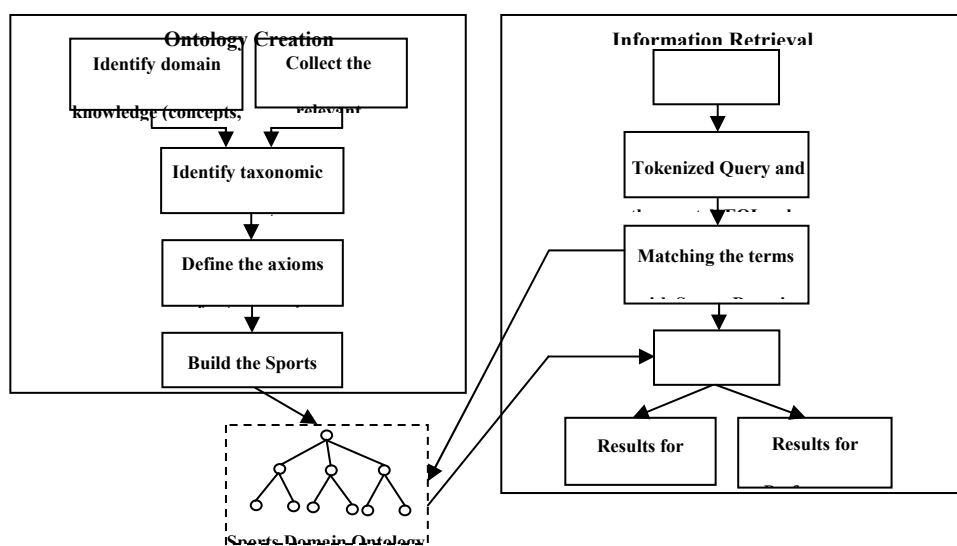 Ontology Creation
Identify domain
knowledge (concepts,
Collect the
relevant
Identify taxonomic
Define the axioms
Build the Sports
Sports Domain Ontology
Information Retrieval
Tokenized Query and
Matching the terms
Results for
Results for